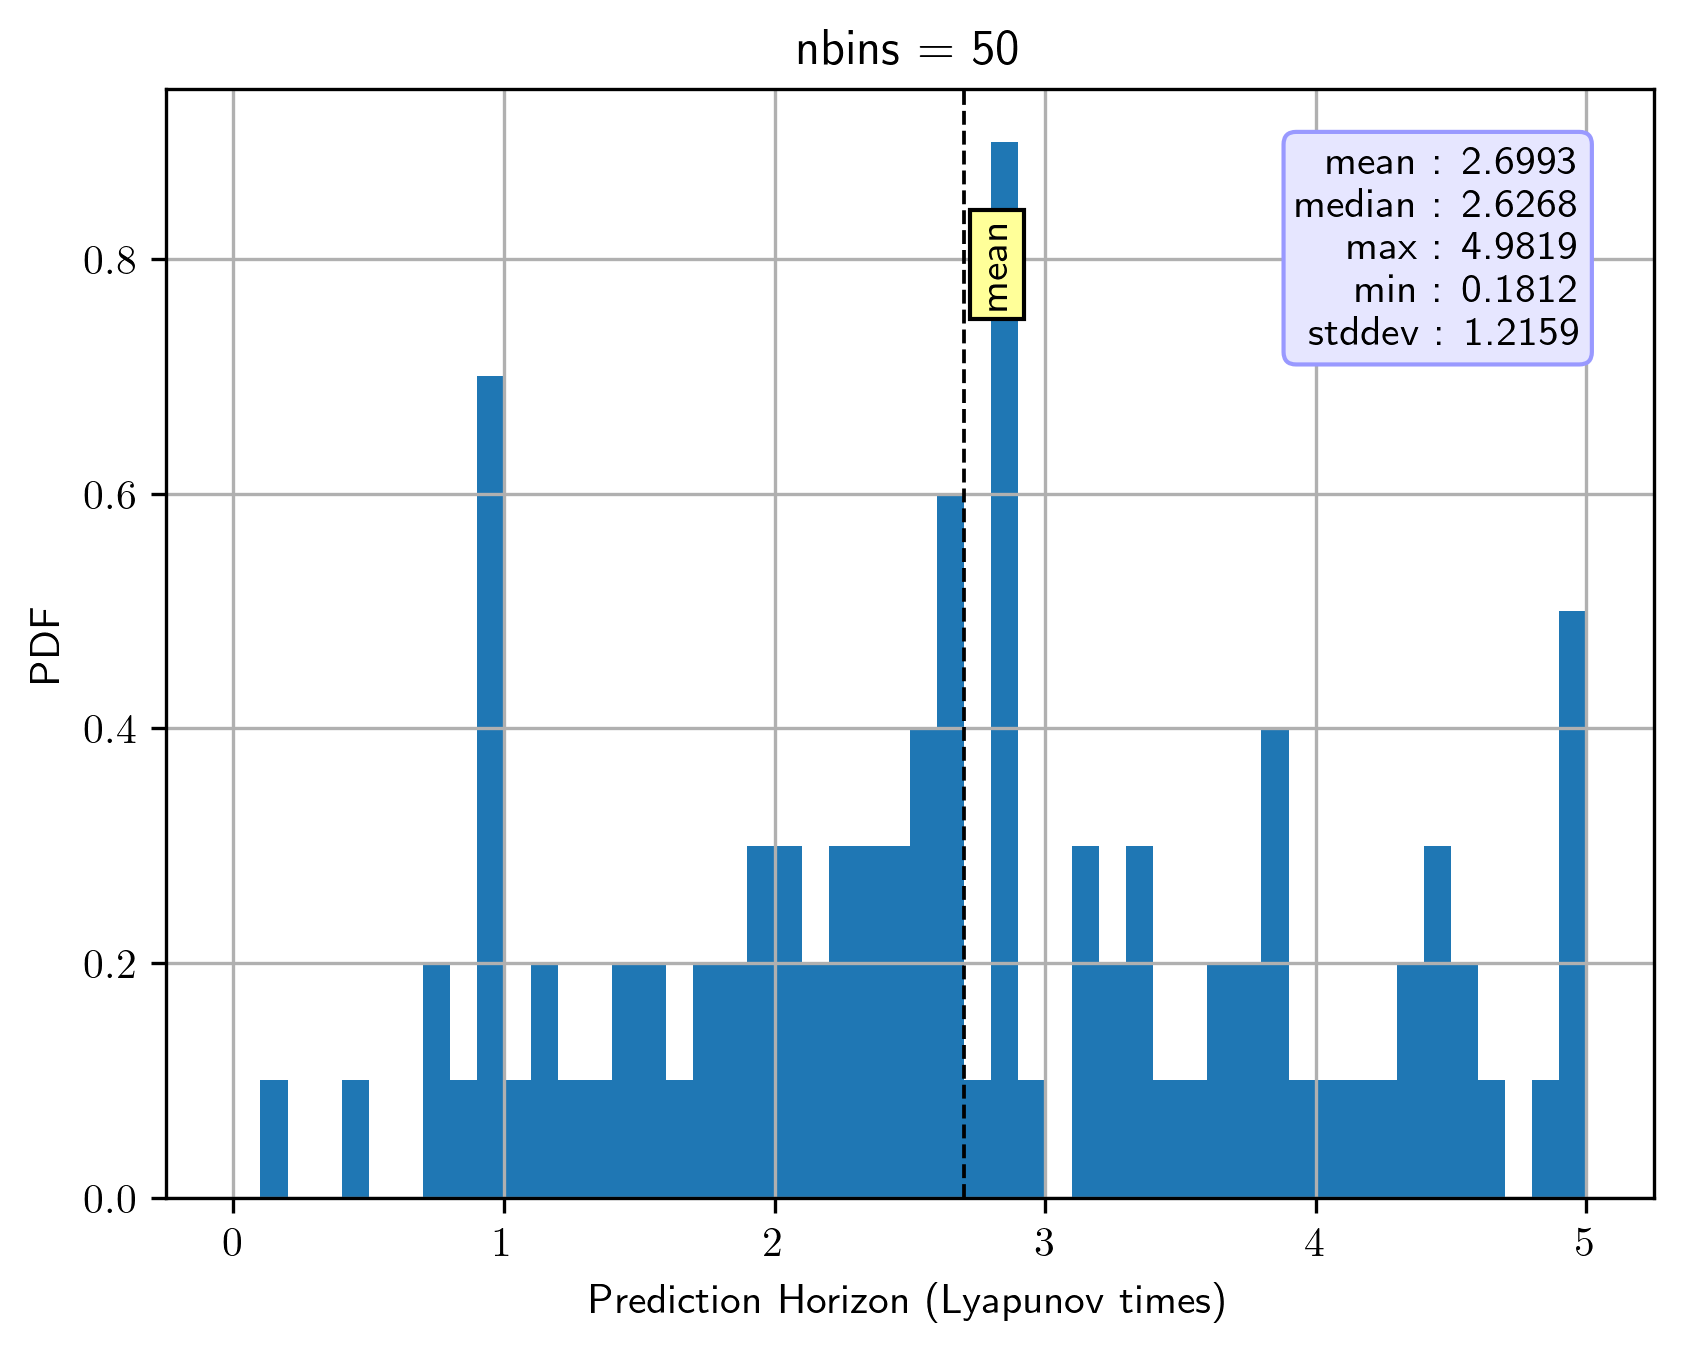 nbins = 50
mean : 2.6993
median : 2.6268
max : 4.9819
min : 0.1812
stddev : 1.2159
mean
PDF
0.8
0.6
0.4
0.2
0.0
0 1 2 3 4 5
Prediction Horizon (Lyapunov times)